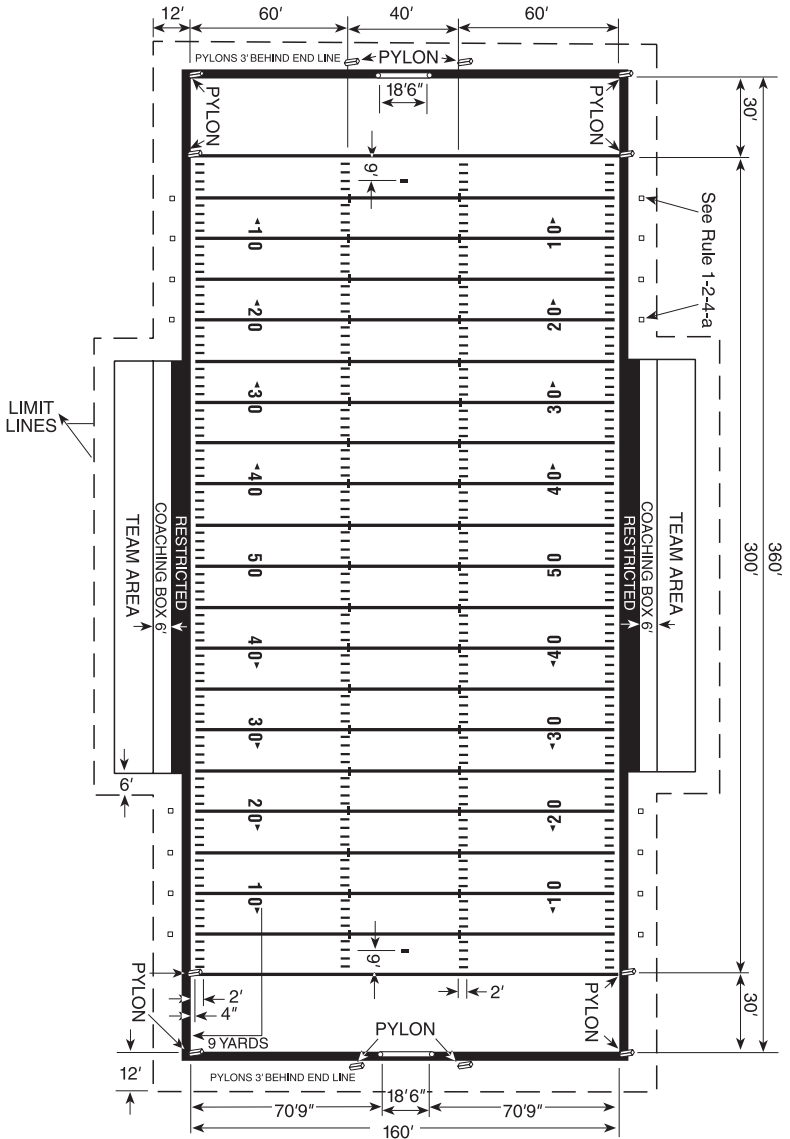 12′ 60′ 40′ 60′
PYLONS 3′ BEHIND END LINE
PYLON
18′6″
PYLON
PYLON
30′
9′
See Rule 1-2-4-a
10 10
20 20
30 30
LIMIT
LINES
40 40
TEAM AREA
COACHING BOX 6′
RESTRICTED
50 50
RESTRICTED
COACHING BOX 6′
TEAM AREA
300′
360′
40 40
30 30
6′
20 20
10 10
9′
2′
4″
2′
9 YARDS
PYLON
PYLON
PYLON
30′
12′
PYLONS 3′ BEHIND END LINE
18′6″
70′9″ 70′9″
160′